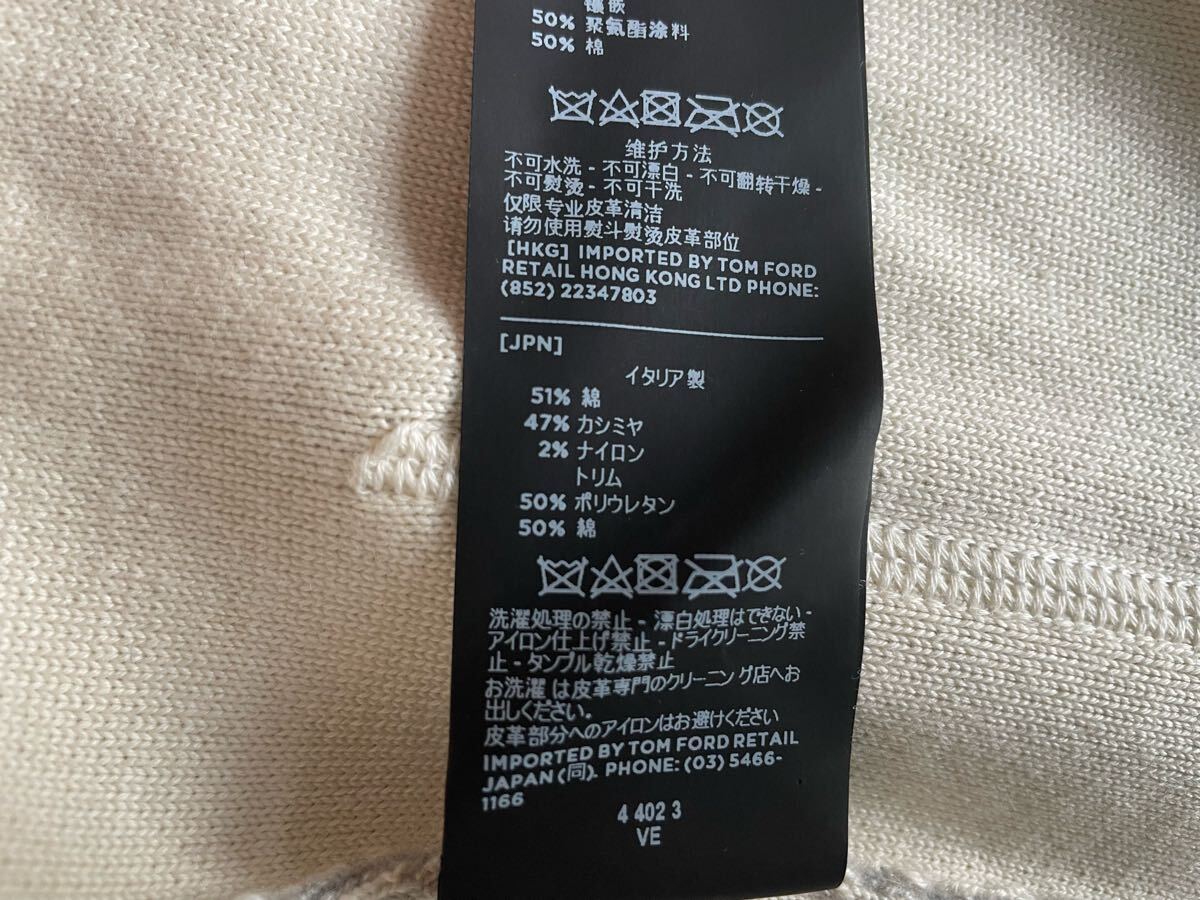 镶嵌
50% 聚氨酯涂料
50% 棉
维护方法
不可水洗 - 不可漂白 - 不可翻转干燥 -
不可熨烫 - 不可干洗
仅限专业皮革清洁
请勿使用熨斗熨烫皮革部位
[HKG] IMPORTED BY TOM FORD
RETAIL HONG KONG LTD PHONE:
(852) 22347803
[JPN]
イタリア製
51% 綿
47% カシミヤ
2% ナイロン
トリム
50% ポリウレタン
50% 綿
洗濯処理の禁止 - 漂白処理はできない -
アイロン仕上げ禁止 - ドライクリーニング禁
止 - タンブル乾燥禁止
お洗濯 は皮革専門のクリーニン グ店へお
出しください。
皮革部分へのアイロンはお避けください
IMPORTED BY TOM FORD RETAIL
JAPAN (同). PHONE: (03) 5466-
1166
4 402 3
VE